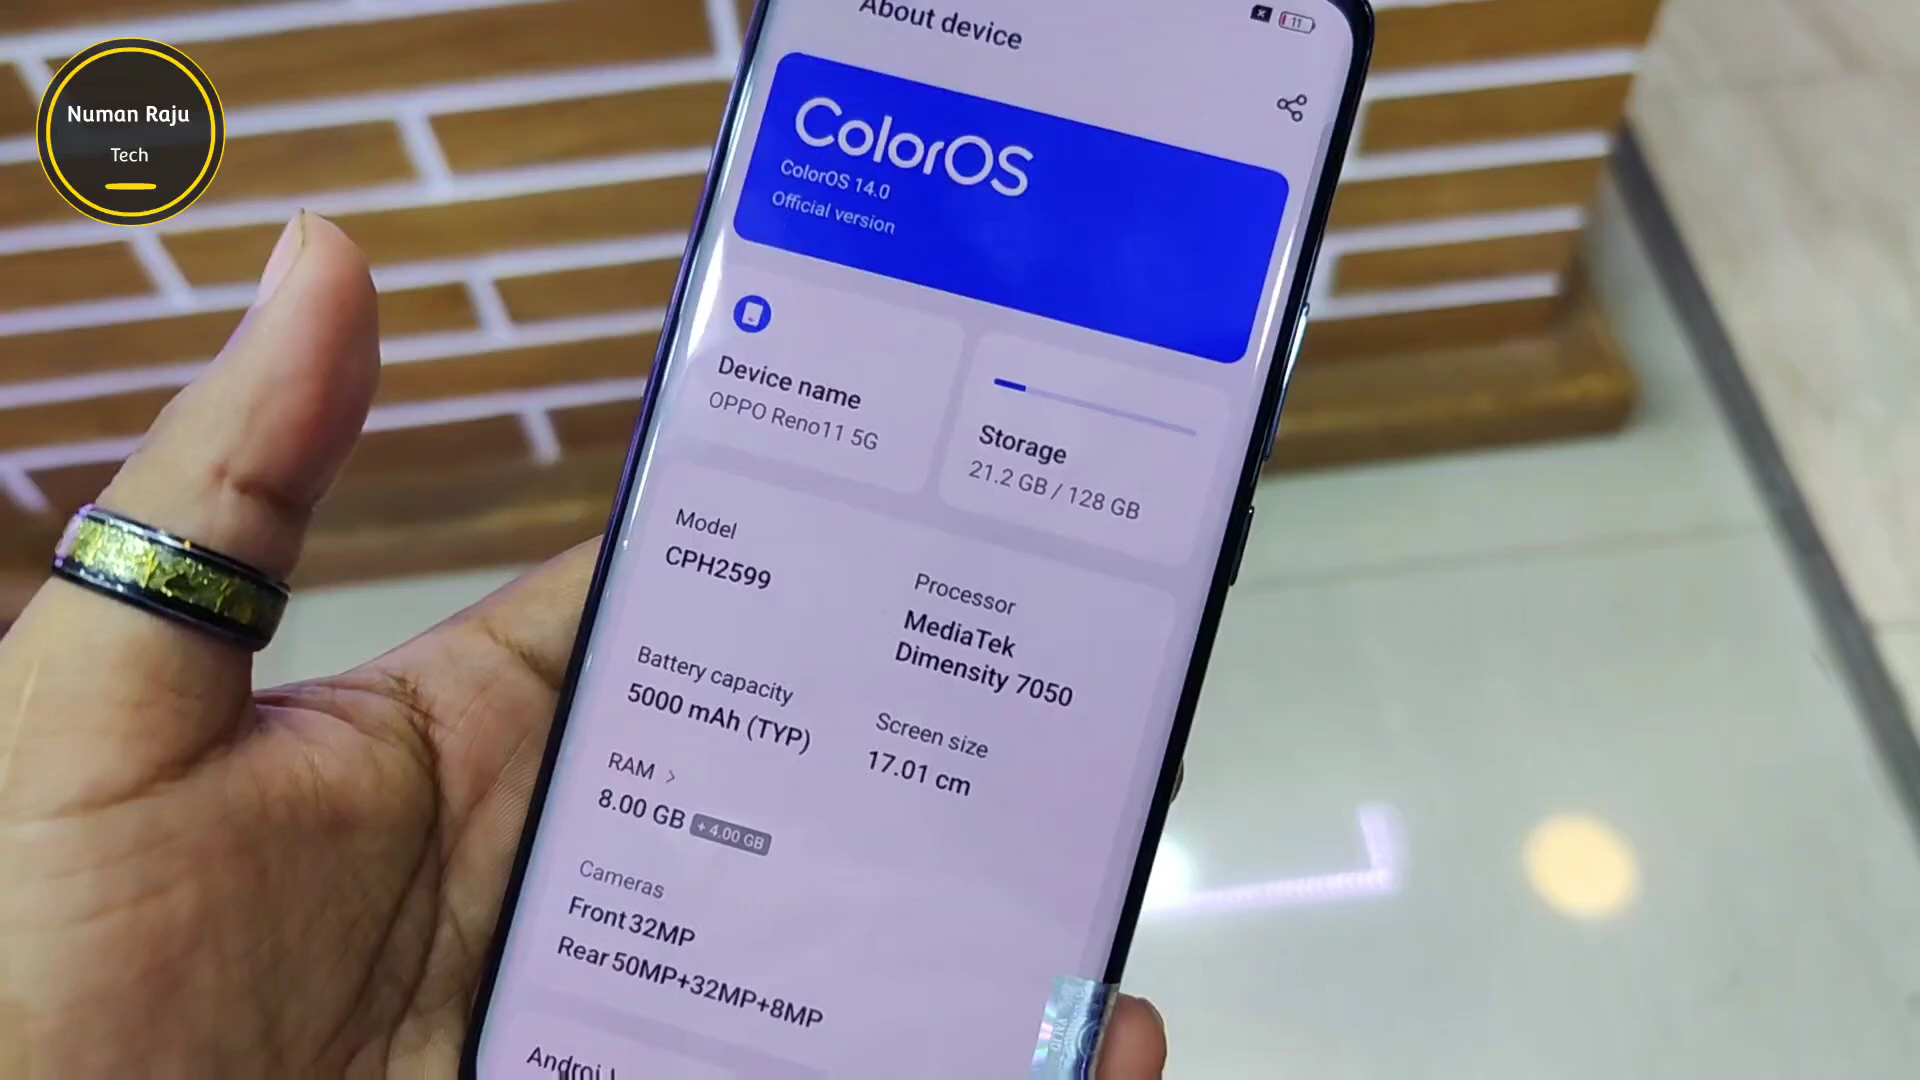 Numan Raju
Tech
About device
11
ColorOS
ColorOS 14.0
Official version
Device name
OPPO Reno11 5G
Storage
21.2 GB / 128 GB
Model
CPH2599
Processor
MediaTek
Dimensity 7050
Battery capacity
5000 mAh (TYP)
Screen size
17.01 cm
RAM >
8.00 GB + 4.00 GB
Cameras
Front 32MP
Rear 50MP+32MP+8MP